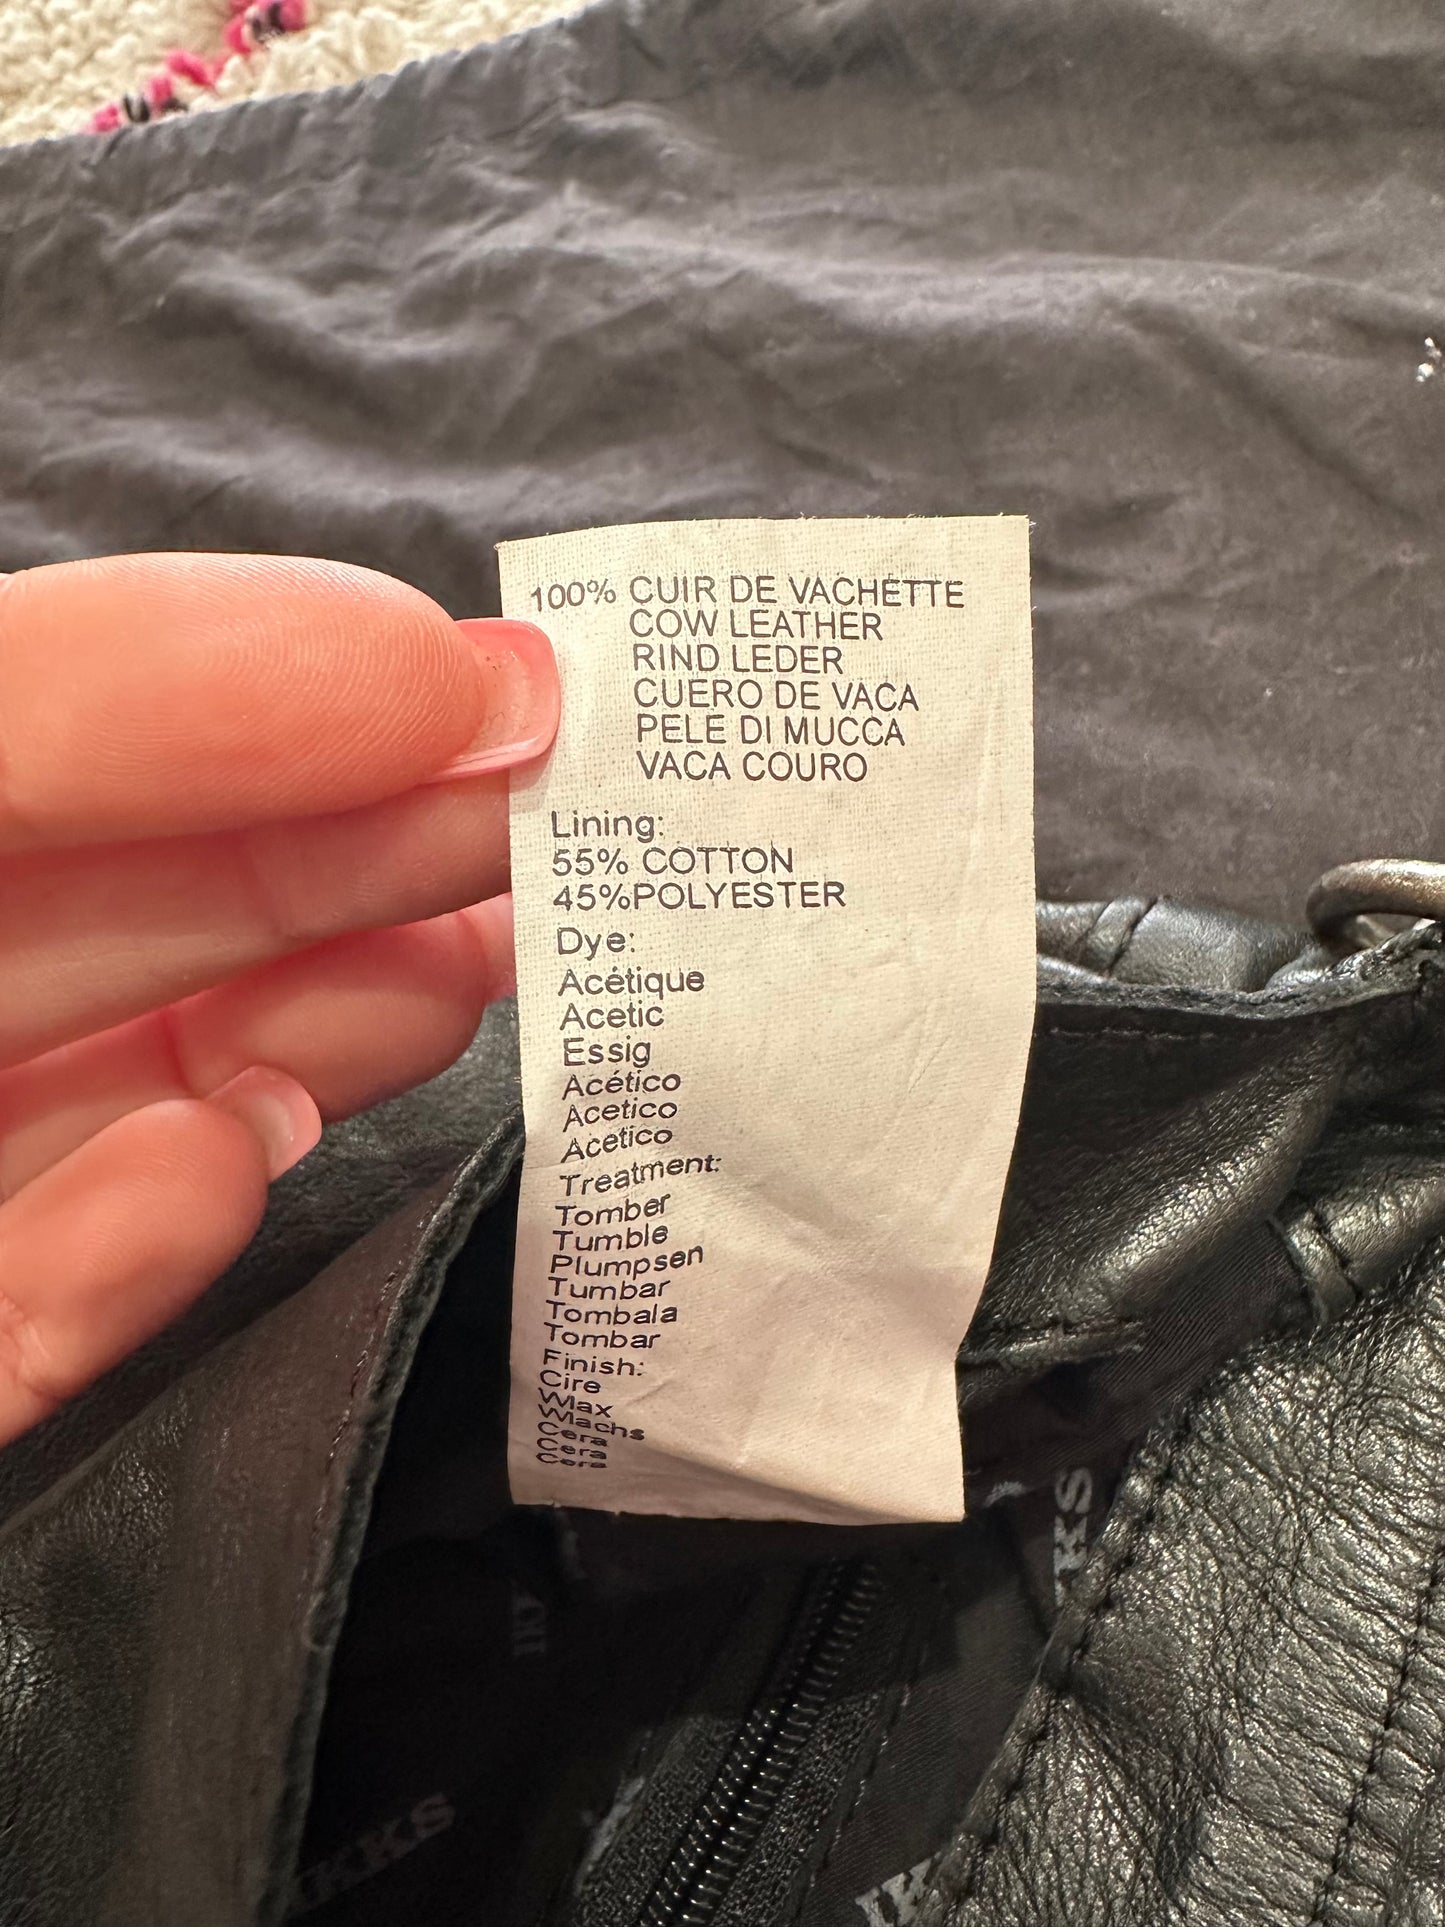 100% CUIR DE VACHETTE
COW LEATHER
RIND LEDER
CUERO DE VACA
PELE DI MUCCA
VACA COURO
Lining:
55% COTTON
45%POLYESTER
Dye:
Acétique
Acetic
Essig
Acético
Acetico
Acetico
Treatment:
Tomber
Tumble
Plumpsen
Tumbar
Tombala
Tombar
Finish:
Cire
Wax
Wachs
Cera
Cera
Cera
IKKS